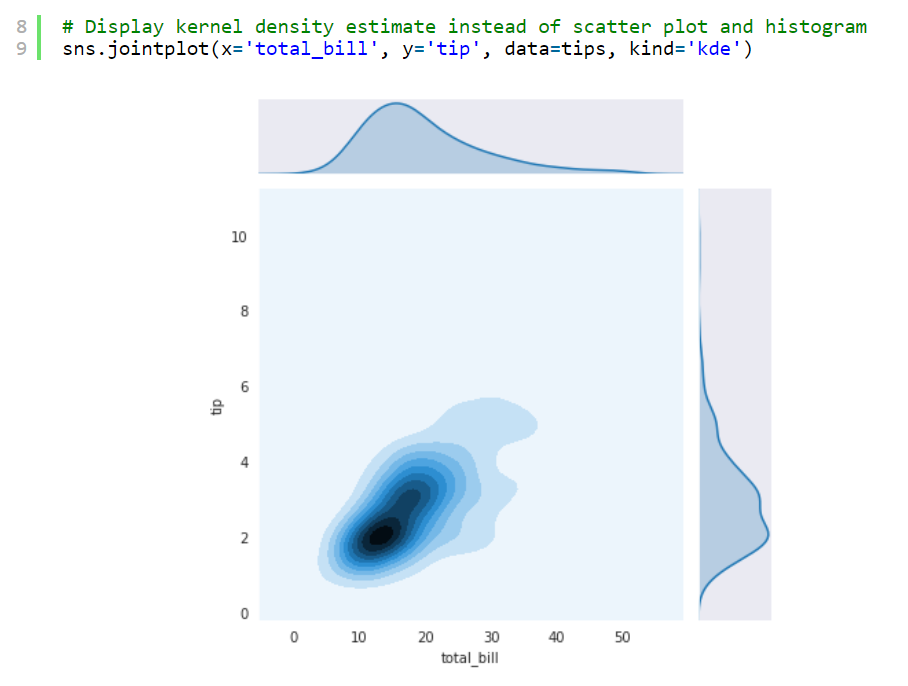 8 # Display kernel density estimate instead of scatter plot and histogram
9 sns.jointplot(x='total_bill', y='tip', data=tips, kind='kde')
10
8
6
tip
4
2
0
0 10 20 30 40 50
total_bill